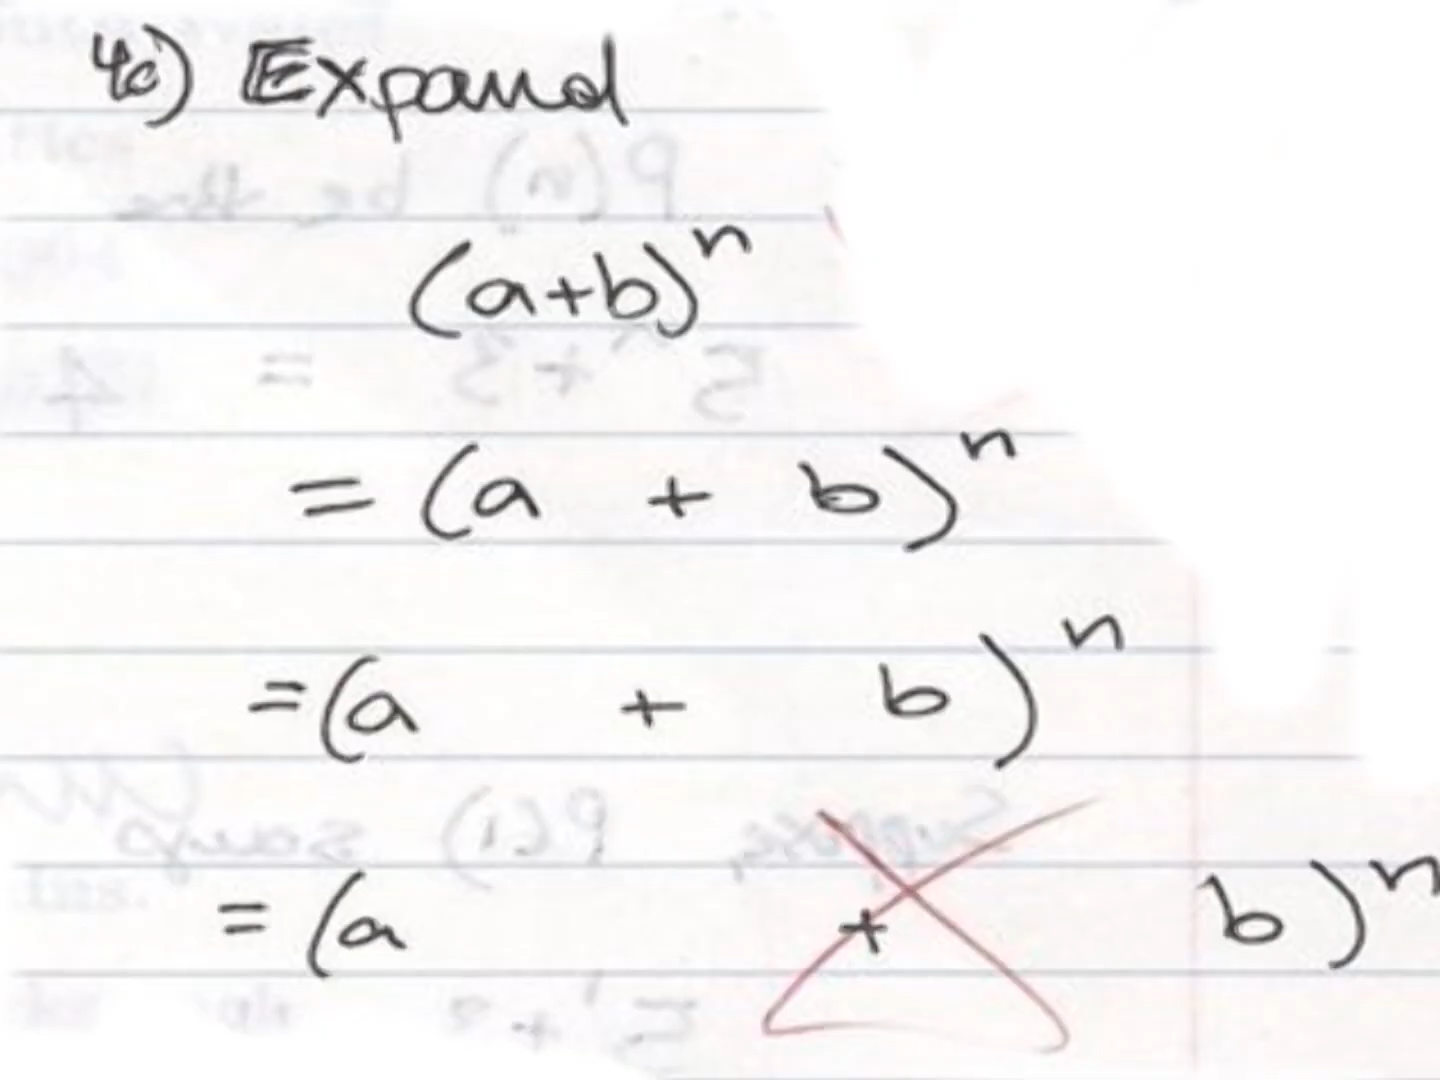 4c) Expand
(a+b)ⁿ
= (a + b)ⁿ
= (a + b)ⁿ
= (a + b)ⁿ